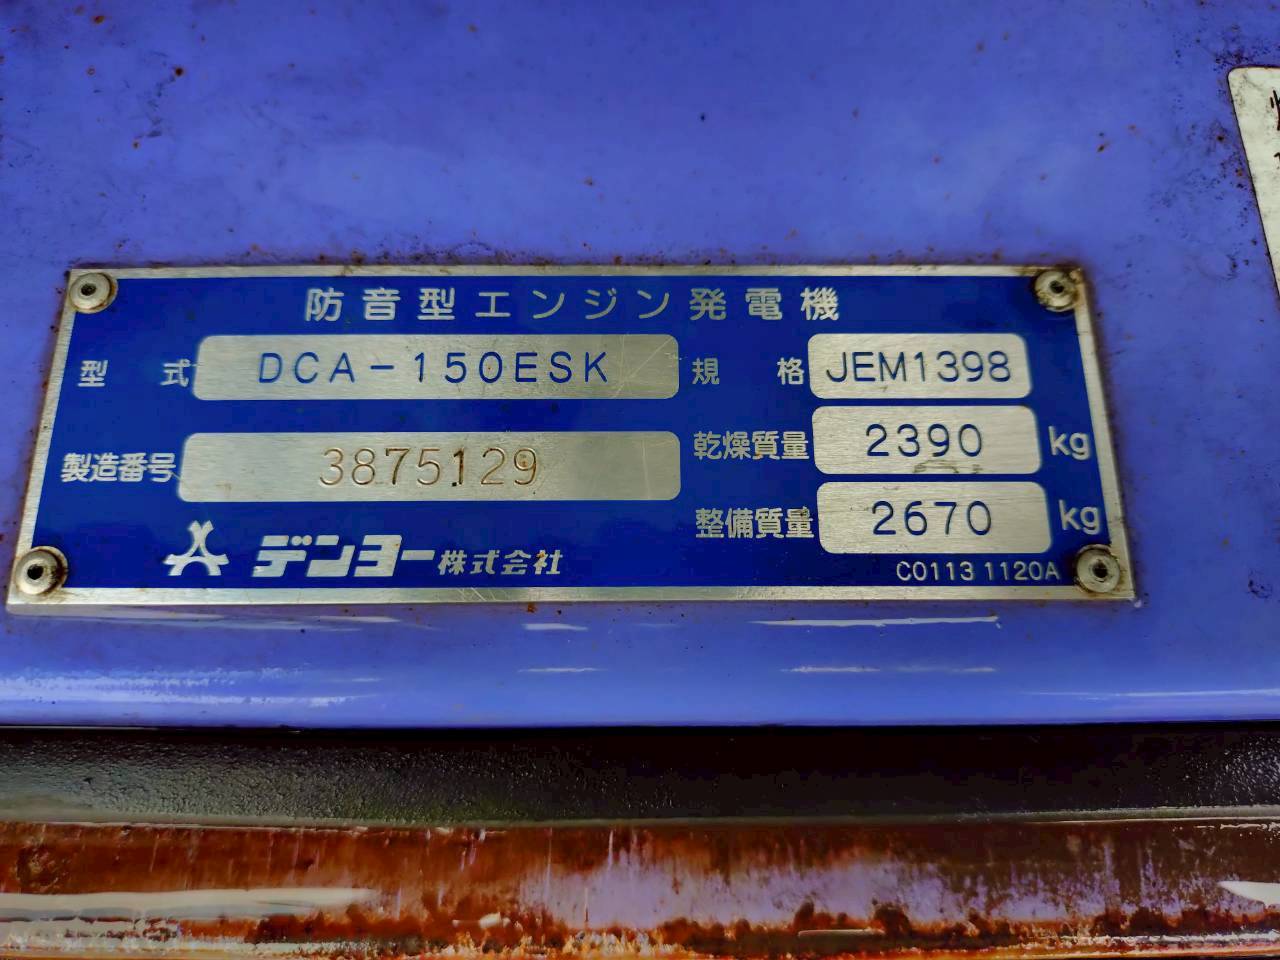 防音型エンジン発電機
型式 DCA-150ESK 規格 JEM1398
製造番号 3875129 乾燥質量 2390 kg
整備質量 2670 kg
デンヨー株式会社
C0113 1120A